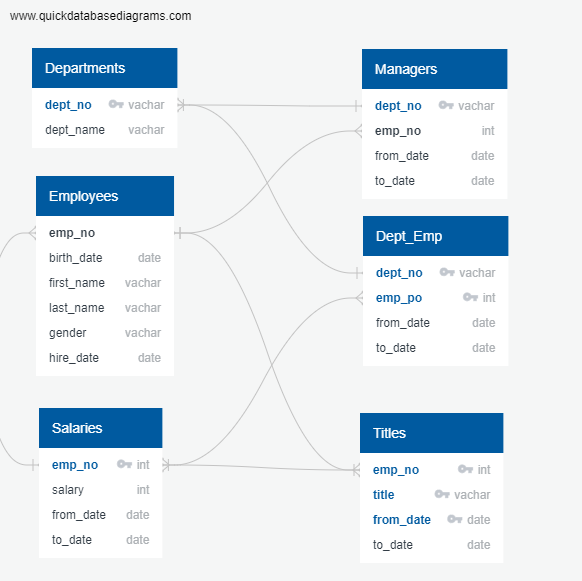 www.quickdatabasediagrams.com
Departments
dept_no vachar
dept_name vachar
Employees
emp_no
birth_date date
first_name vachar
last_name vachar
gender vachar
hire_date date
Salaries
emp_no int
salary int
from_date date
to_date date
Managers
dept_no vachar
emp_no int
from_date date
to_date date
Dept_Emp
dept_no vachar
emp_po int
from_date date
to_date date
Titles
emp_no int
title vachar
from_date date
to_date date